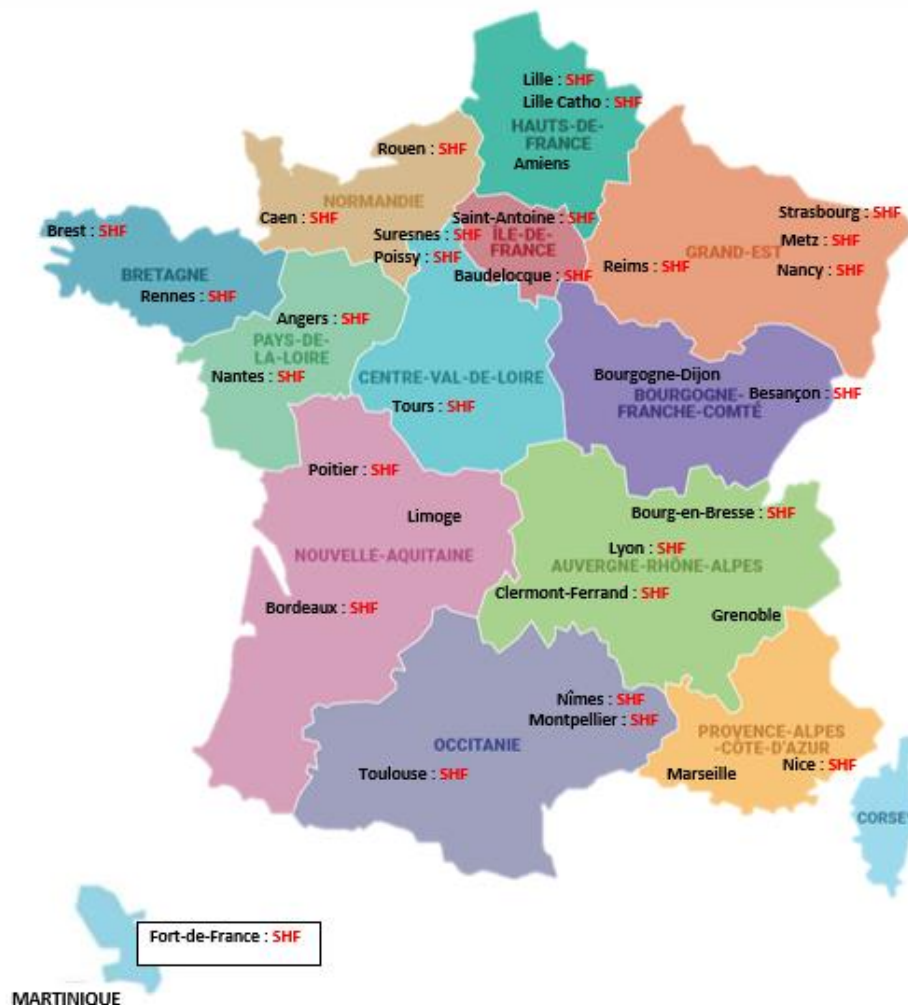 Lille : SHF
Lille Catho : SHF
HAUTS-DE-
FRANCE
Amiens
Rouen : SHF
NORMANDIE
Caen : SHF
Saint-Antoine : SHF
Suresnes : SHF
ÎLE-DE-
FRANCE
Poissy : SHF
Baudelocque : SHF
Strasbourg : SHF
Metz : SHF
GRAND-EST
Reims : SHF
Nancy : SHF
Brest : SHF
BRETAGNE
Rennes : SHF
Angers : SHF
PAYS-DE-
LA-LOIRE
Nantes : SHF
CENTRE-VAL-DE-LOIRE
Tours : SHF
Bourgogne-Dijon
BOURGOGNE-
FRANCHE-COMTÉ
Besançon : SHF
Poitier : SHF
Limoge
NOUVELLE-AQUITAINE
Bordeaux : SHF
Bourg-en-Bresse : SHF
Lyon : SHF
AUVERGNE-RHÔNE-ALPES
Clermont-Ferrand : SHF
Grenoble
Nîmes : SHF
Montpellier : SHF
OCCITANIE
Toulouse : SHF
PROVENCE-ALPES
-CÔTE-D'AZUR
Marseille
Nice : SHF
CORSE
Fort-de-France : SHF
MARTINIQUE